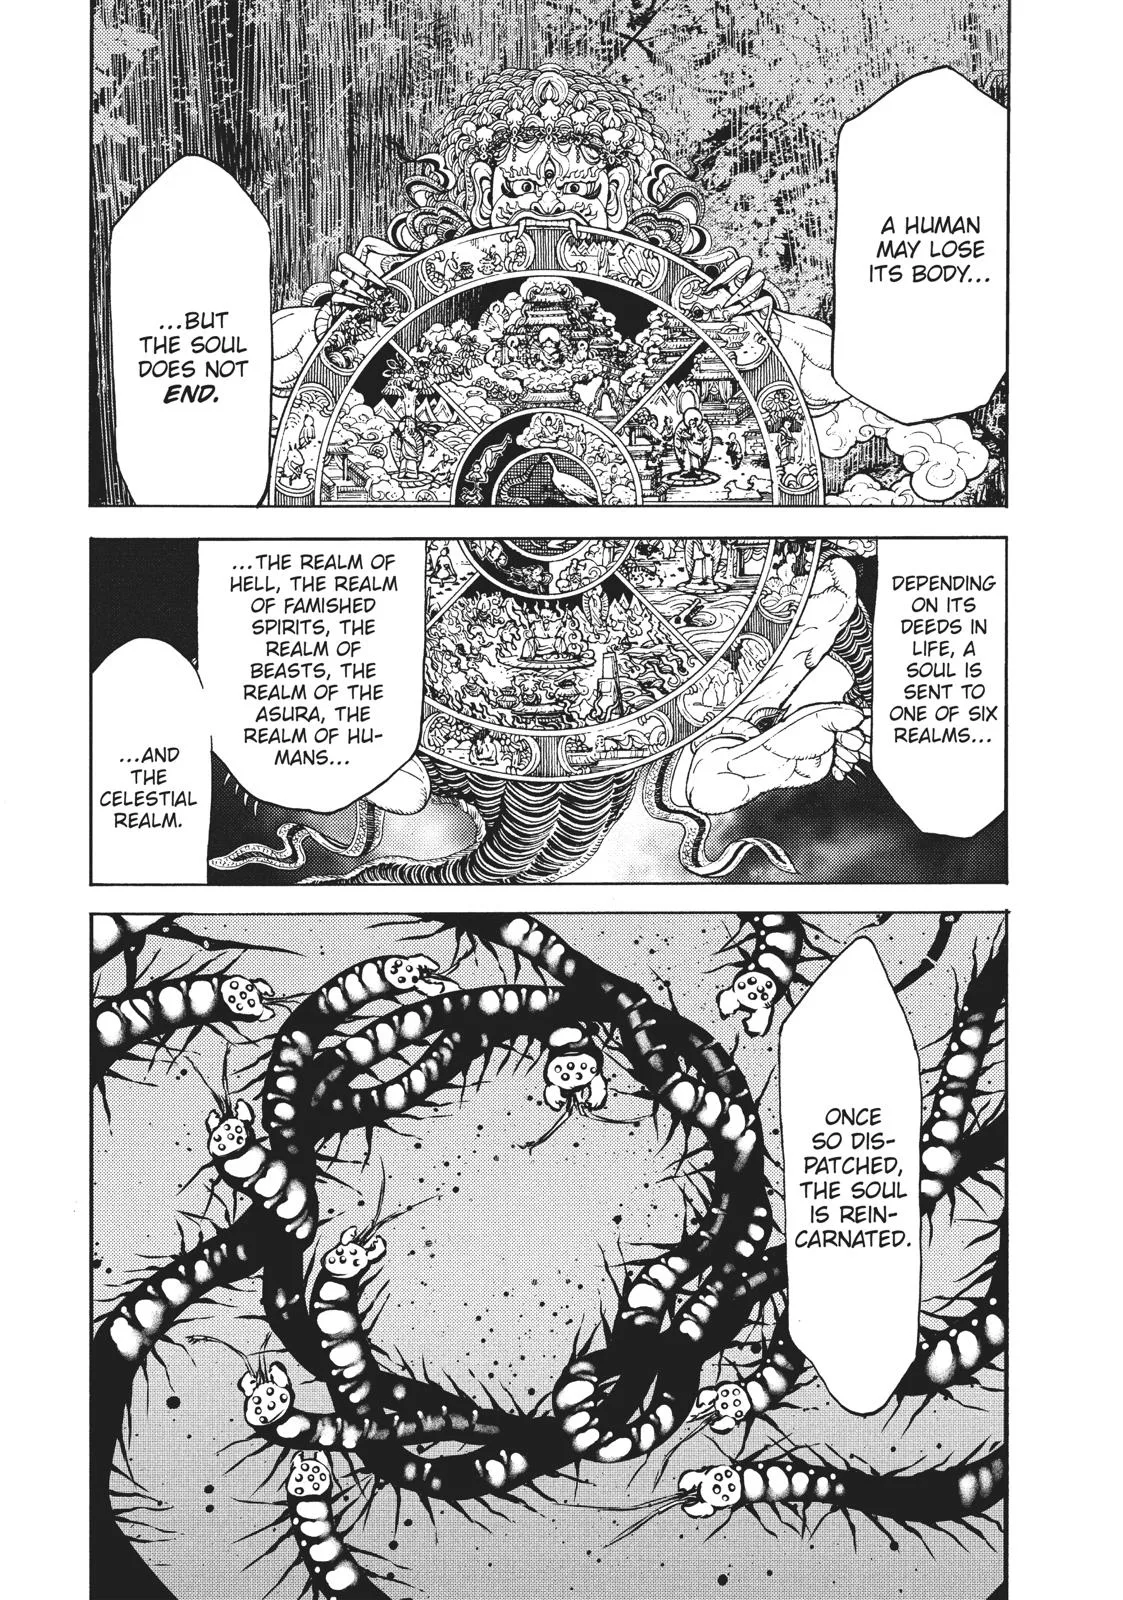 A HUMAN
MAY LOSE
ITS BODY...
...BUT
THE SOUL
DOES NOT
END.
DEPENDING
ON ITS
DEEDS IN
LIFE, A
SOUL IS
SENT TO
ONE OF SIX
REALMS...
...THE REALM OF
HELL, THE REALM
OF FAMISHED
SPIRITS, THE
REALM OF
BEASTS, THE
REALM OF THE
ASURA, THE
REALM OF HU-
MANS...
...AND
THE
CELESTIAL
REALM.
ONCE
SO DIS-
PATCHED,
THE SOUL
IS REIN-
CARNATED.